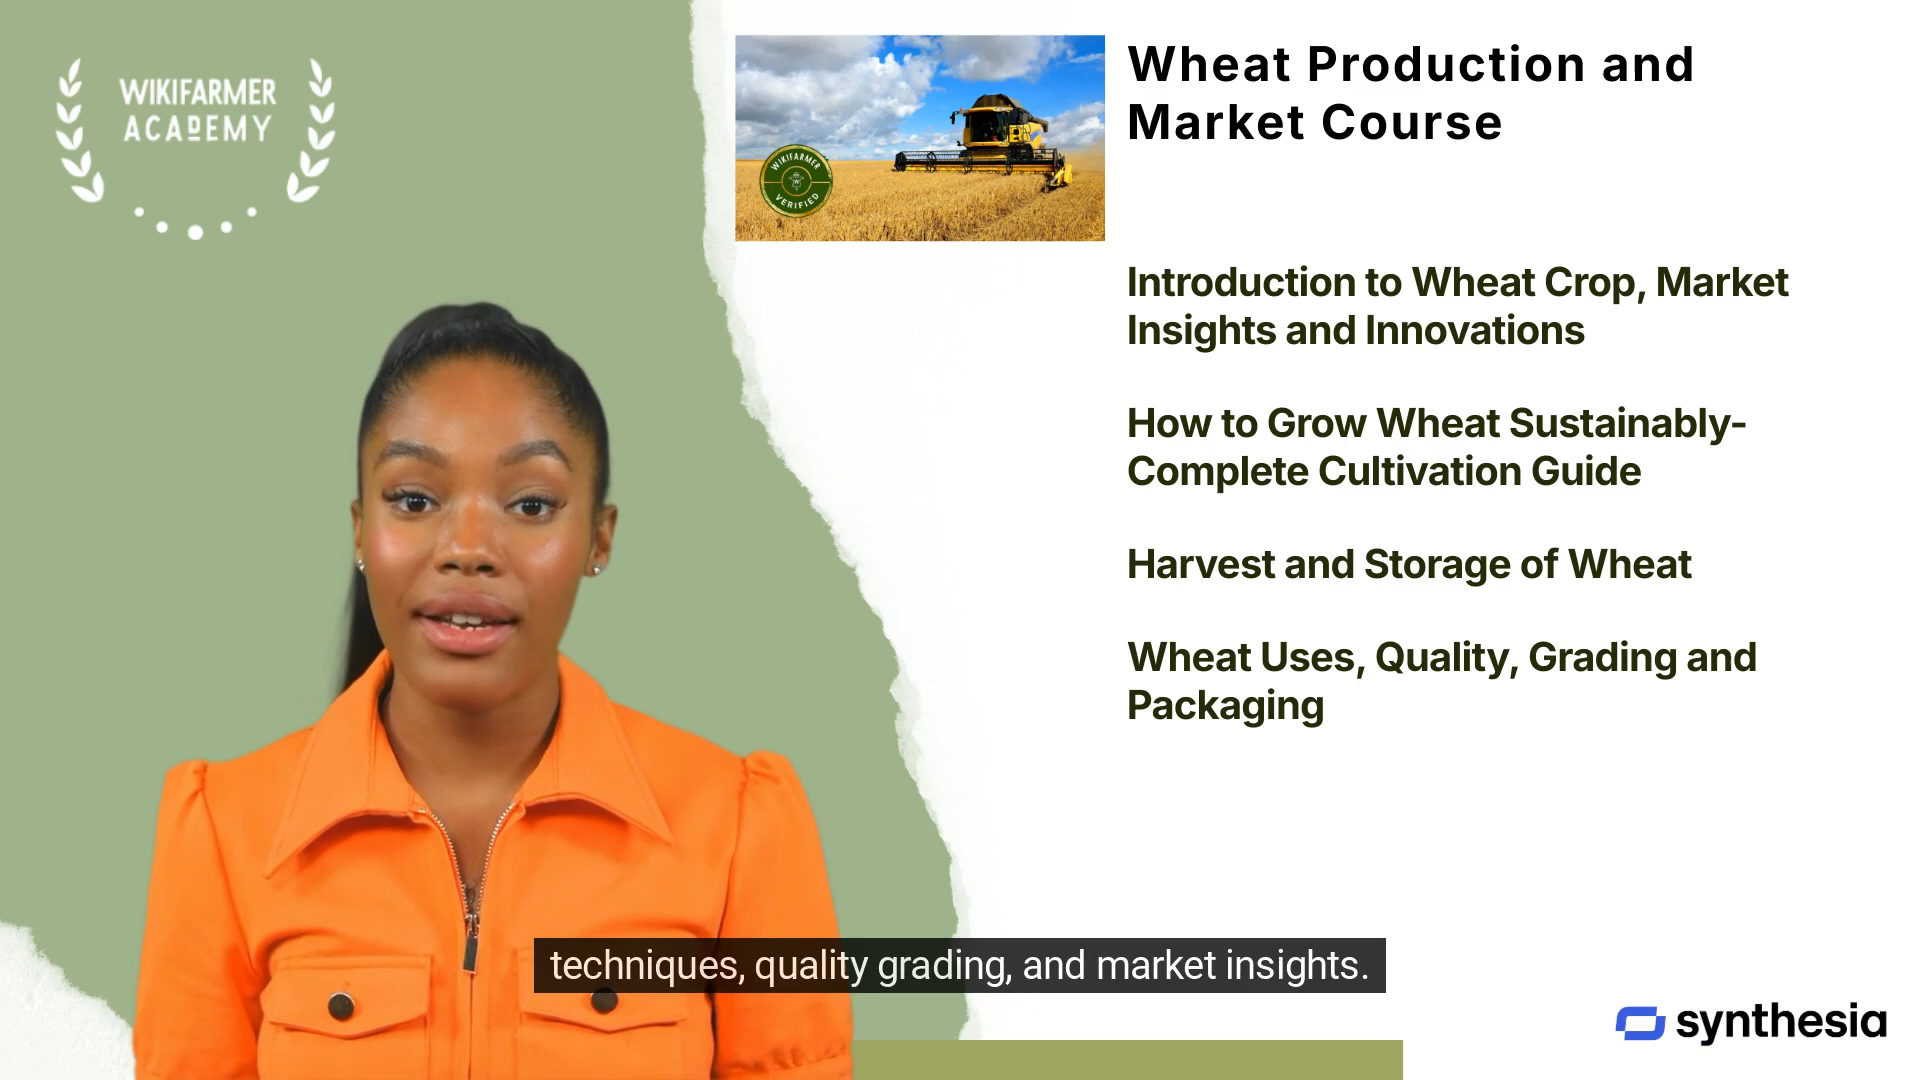 WIKIFARMER
ACADEMY
WIKIFARMER
VERIFIED
Wheat Production and
Market Course
Introduction to Wheat Crop, Market
Insights and Innovations
How to Grow Wheat Sustainably-
Complete Cultivation Guide
Harvest and Storage of Wheat
Wheat Uses, Quality, Grading and
Packaging
techniques, quality grading, and market insights.
synthesia